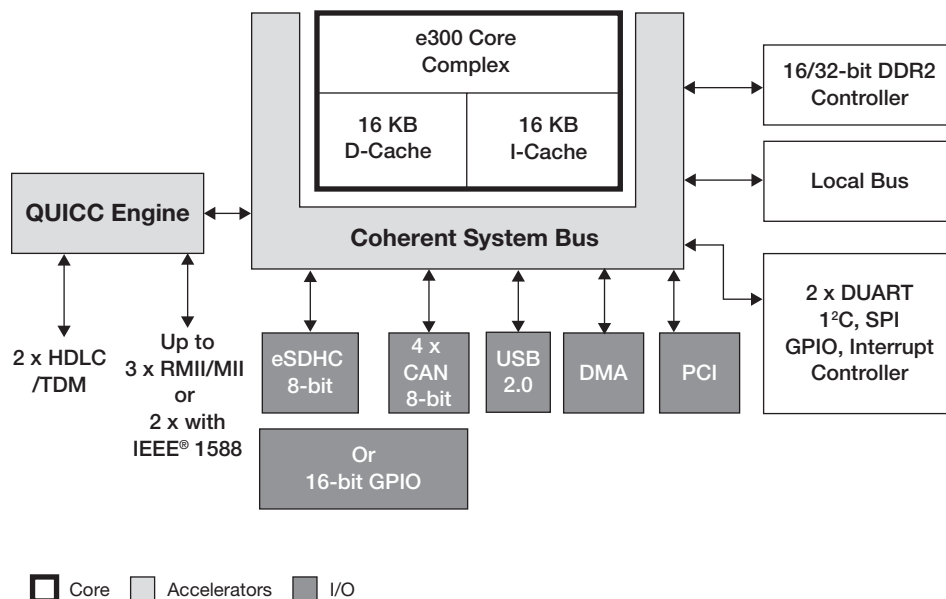 e300 Core
Complex
16 KB
D-Cache
16 KB
I-Cache
16/32-bit DDR2
Controller
Local Bus
QUICC Engine
Coherent System Bus
2 x DUART
1²C, SPI
GPIO, Interrupt
Controller
2 x HDLC
/TDM
Up to
3 x RMII/MII
or
2 x with
IEEE® 1588
eSDHC
8-bit
4 x
CAN
8-bit
USB
2.0
DMA
PCI
Or
16-bit GPIO
Core
Accelerators
I/O